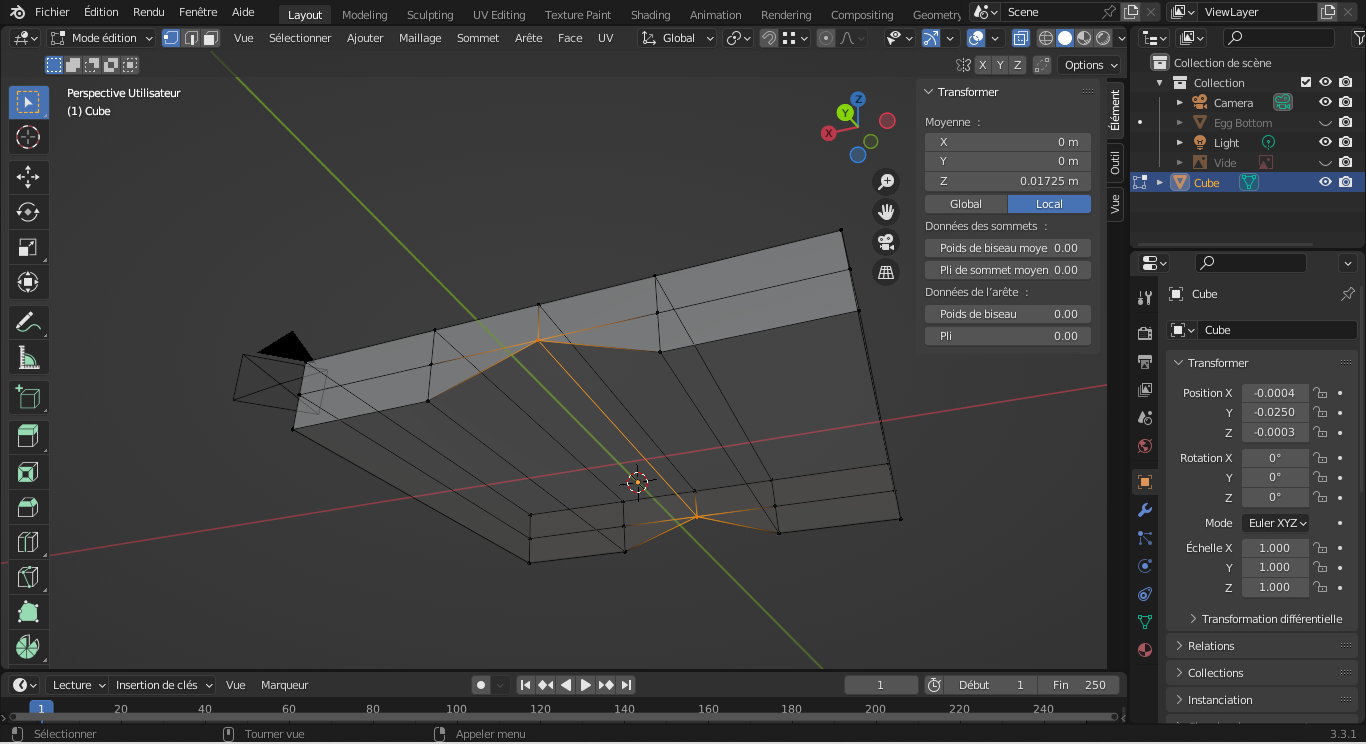 Fichier Édition Rendu Fenêtre Aide Layout Modeling Sculpting UV Editing Texture Paint Shading Animation Rendering Compositing Geometry Scene ViewLayer
Mode édition Vue Sélectionner Ajouter Maillage Sommet Arête Face UV Global
X Y Z Options
Perspective Utilisateur
(1) Cube
Z
Y
X
Transformer
Moyenne :
X 0 m
Y 0 m
Z 0.01725 m
Global Local
Données des sommets :
Poids de biseau moye 0.00
Pli de sommet moyen 0.00
Données de l'arête :
Poids de biseau 0.00
Pli 0.00
Élément
Outil
Vue
Collection de scène
Collection
Camera
Egg Bottom
Light
Vide
Cube
Cube
Cube
Transformer
Position X -0.0004
Y -0.0250
Z -0.0003
Rotation X 0°
Y 0°
Z 0°
Mode Euler XYZ
Échelle X 1.000
Y 1.000
Z 1.000
Transformation différentielle
Relations
Collections
Instanciation
Lecture Insertion de clés Vue Marqueur 1 Début 1 Fin 250
1 20 40 60 80 100 120 140 160 180 200 220 240
Sélectionner Tourner vue Appeler menu 3.3.1